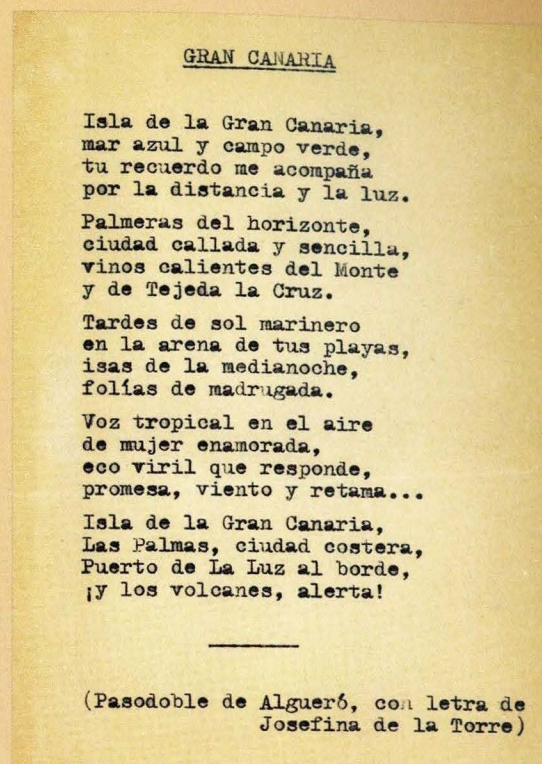 GRAN CANARIA
Isla de la Gran Canaria,
mar azul y campo verde,
tu recuerdo me acompaña
por la distancia y la luz.
Palmeras del horizonte,
ciudad callada y sencilla,
vinos calientes del Monte
y de Tejeda la Cruz.
Tardes de sol marinero
en la arena de tus playas,
isas de la medianoche,
folías de madrugada.
Voz tropical en el aire
de mujer enamorada,
eco viril que responde,
promesa, viento y retama...
Isla de la Gran Canaria,
Las Palmas, ciudad costera,
Puerto de La Luz al borde,
¡y los volcanes, alerta!
(Pasodoble de Algueró, con letra de
Josefina de la Torre)